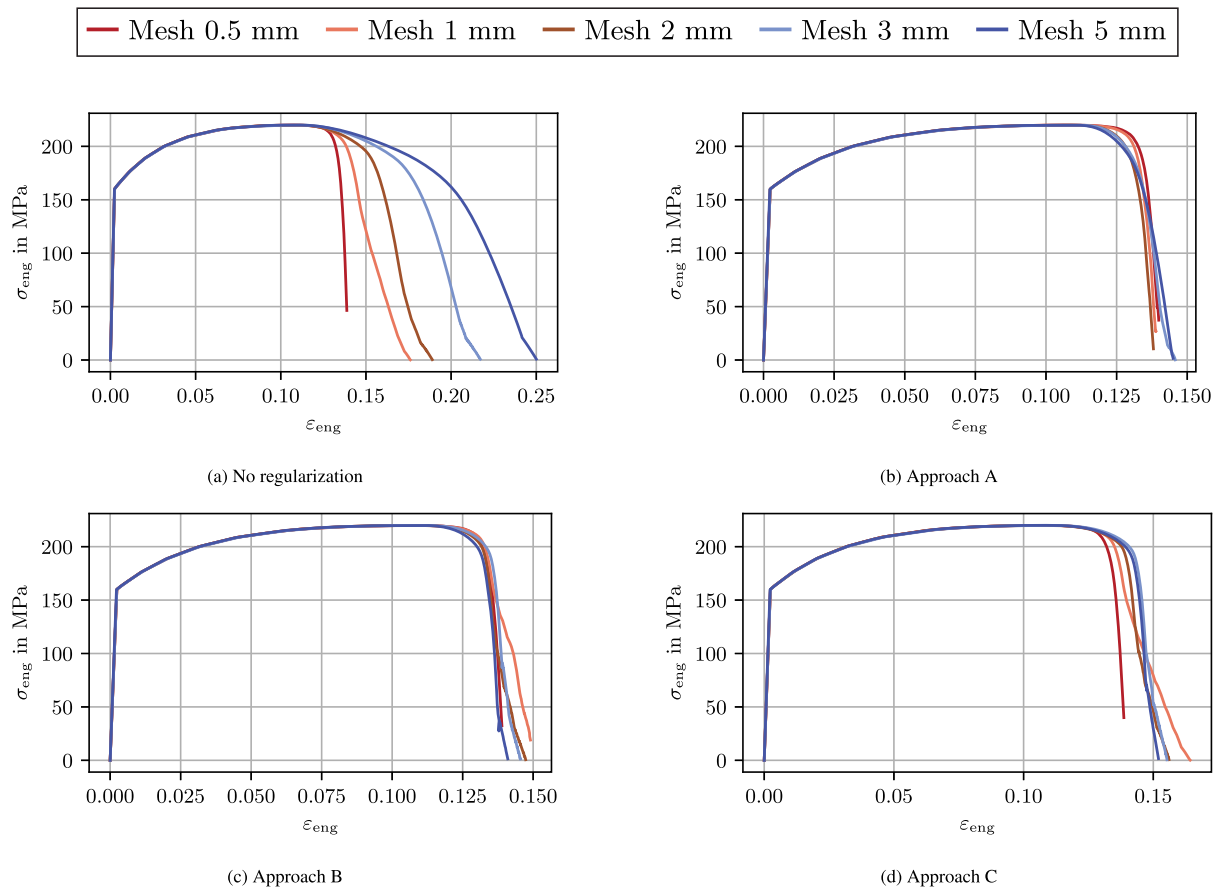 Mesh 0.5 mm Mesh 1 mm Mesh 2 mm Mesh 3 mm Mesh 5 mm
200
150
100
50
0
σeng in MPa
0.00 0.05 0.10 0.15 0.20 0.25
εeng
(a) No regularization
200
150
100
50
0
σeng in MPa
0.000 0.025 0.050 0.075 0.100 0.125 0.150
εeng
(b) Approach A
200
150
100
50
0
σeng in MPa
0.000 0.025 0.050 0.075 0.100 0.125 0.150
εeng
(c) Approach B
200
150
100
50
0
σeng in MPa
0.00 0.05 0.10 0.15
εeng
(d) Approach C